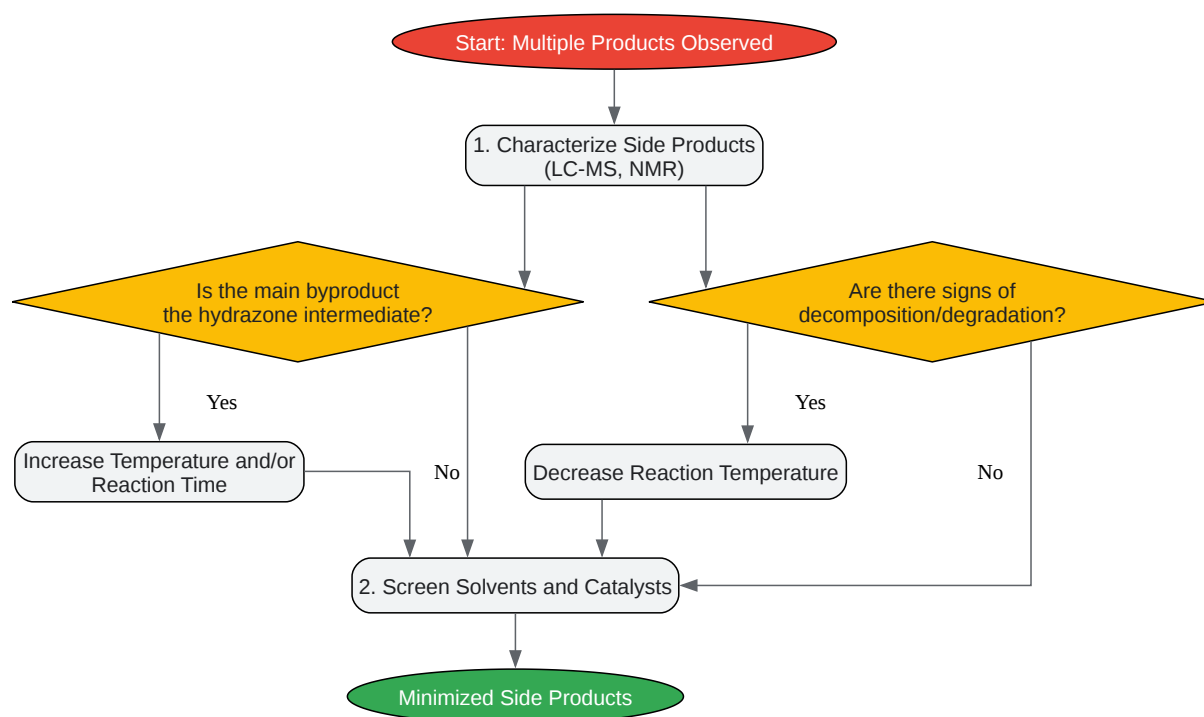 Start: Multiple Products Observed
1. Characterize Side Products
(LC-MS, NMR)
Is the main byproduct
the hydrazone intermediate?
Are there signs of
decomposition/degradation?
Yes
Yes
Increase Temperature and/or
Reaction Time
No
Decrease Reaction Temperature
No
2. Screen Solvents and Catalysts
Minimized Side Products